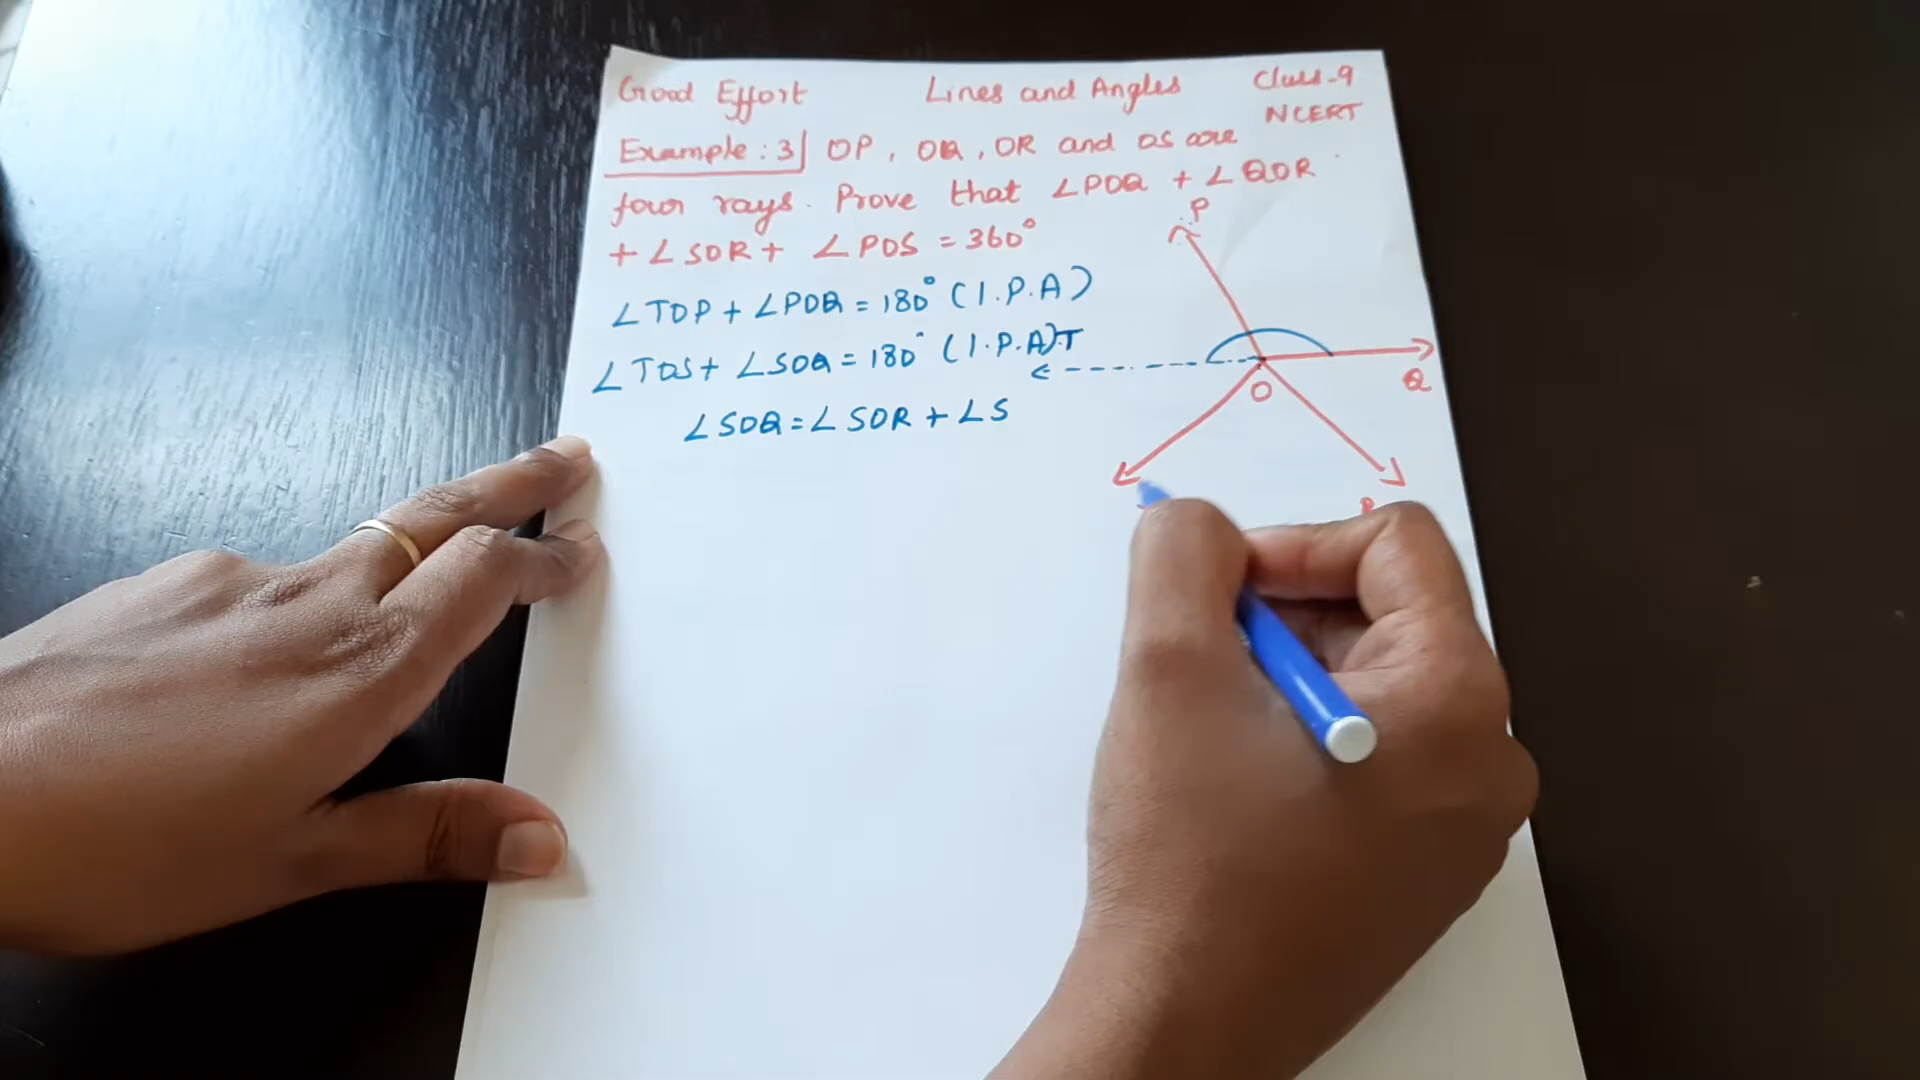 Good Effort Lines and Angles Class-9
NCERT
Example: 3 OP, OQ, OR and OS are
four rays. Prove that ∠POQ + ∠QOR
+ ∠SOR + ∠POS = 360°
∠TOP + ∠POQ = 180° (I.P.A)
∠TOS + ∠SOQ = 180° (I.P.A)
∠SOQ = ∠SOR + ∠S
P
T
O
Q